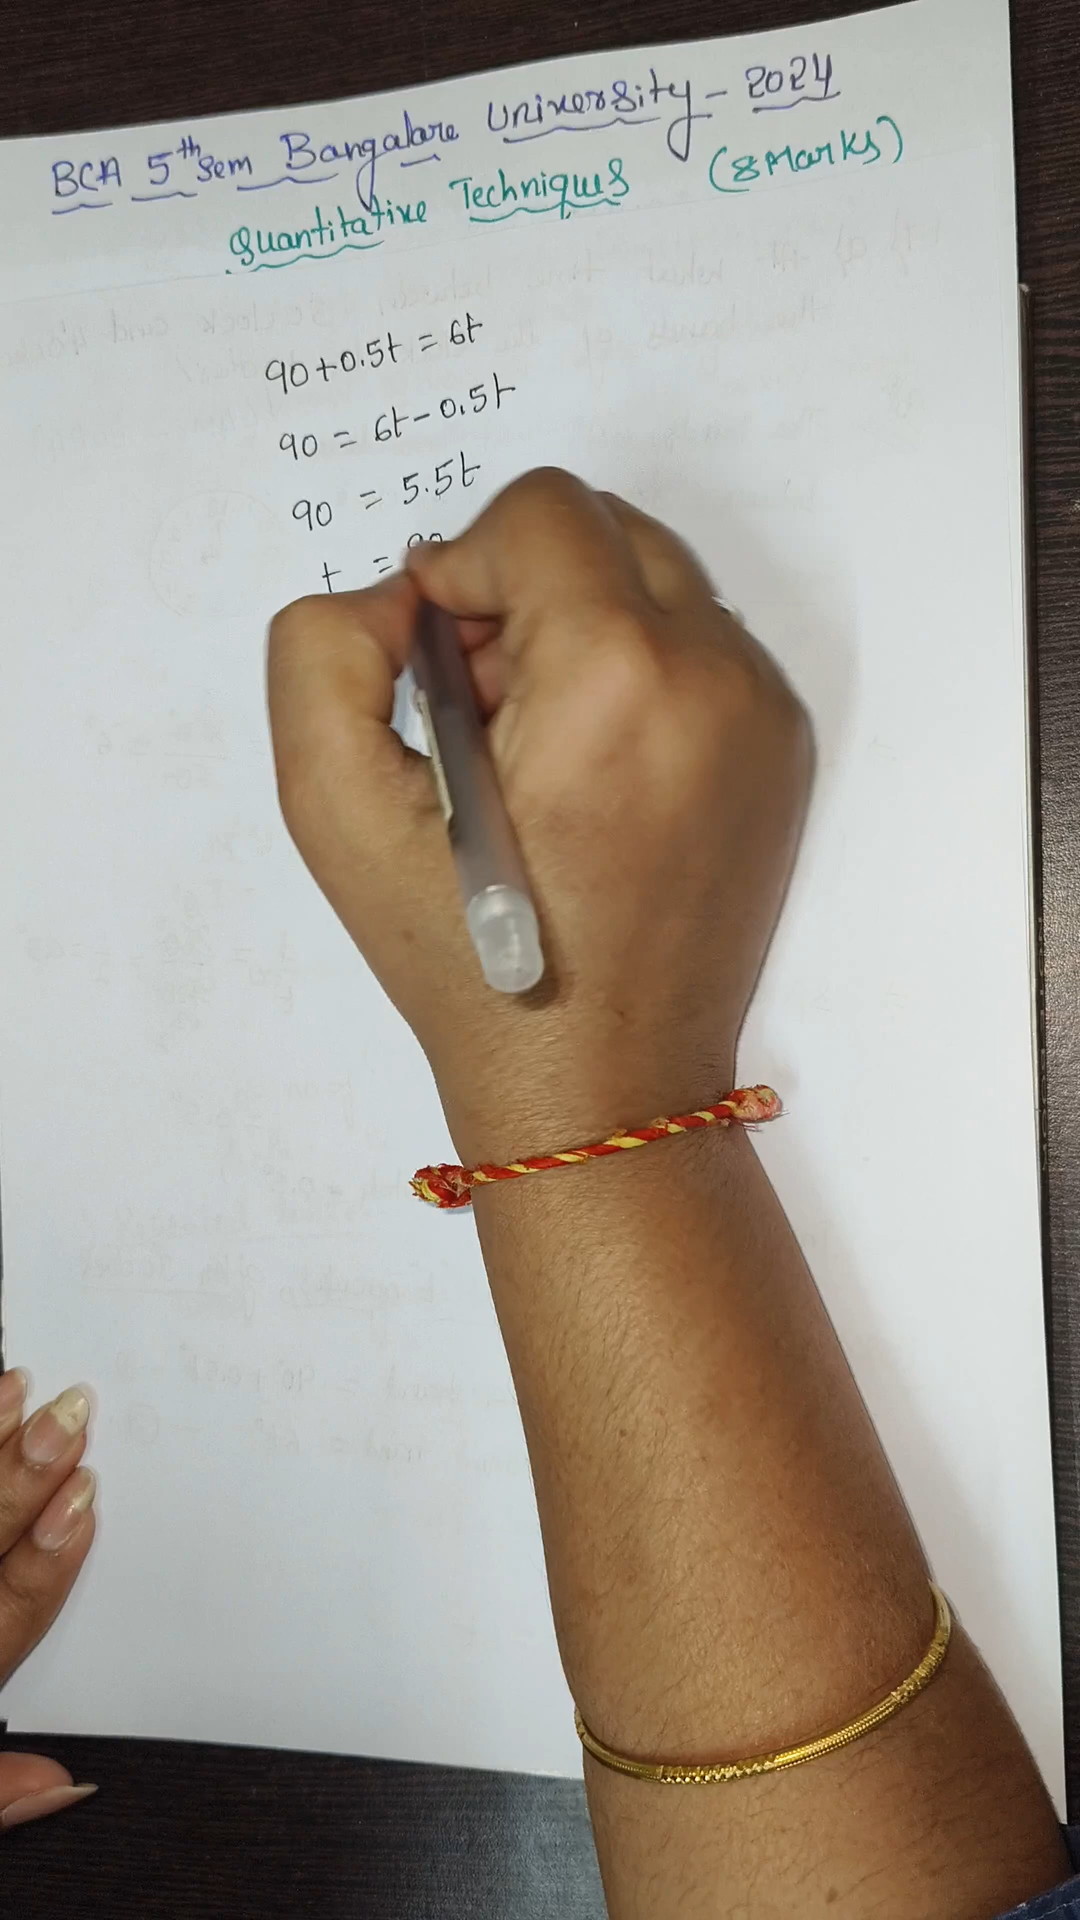 BCA 5th Sem Bangalore University - 2024
Quantitative Techniques (8 Marks)
90+0.5t = 6t
90 = 6t - 0.5t
90 = 5.5t
t = 90